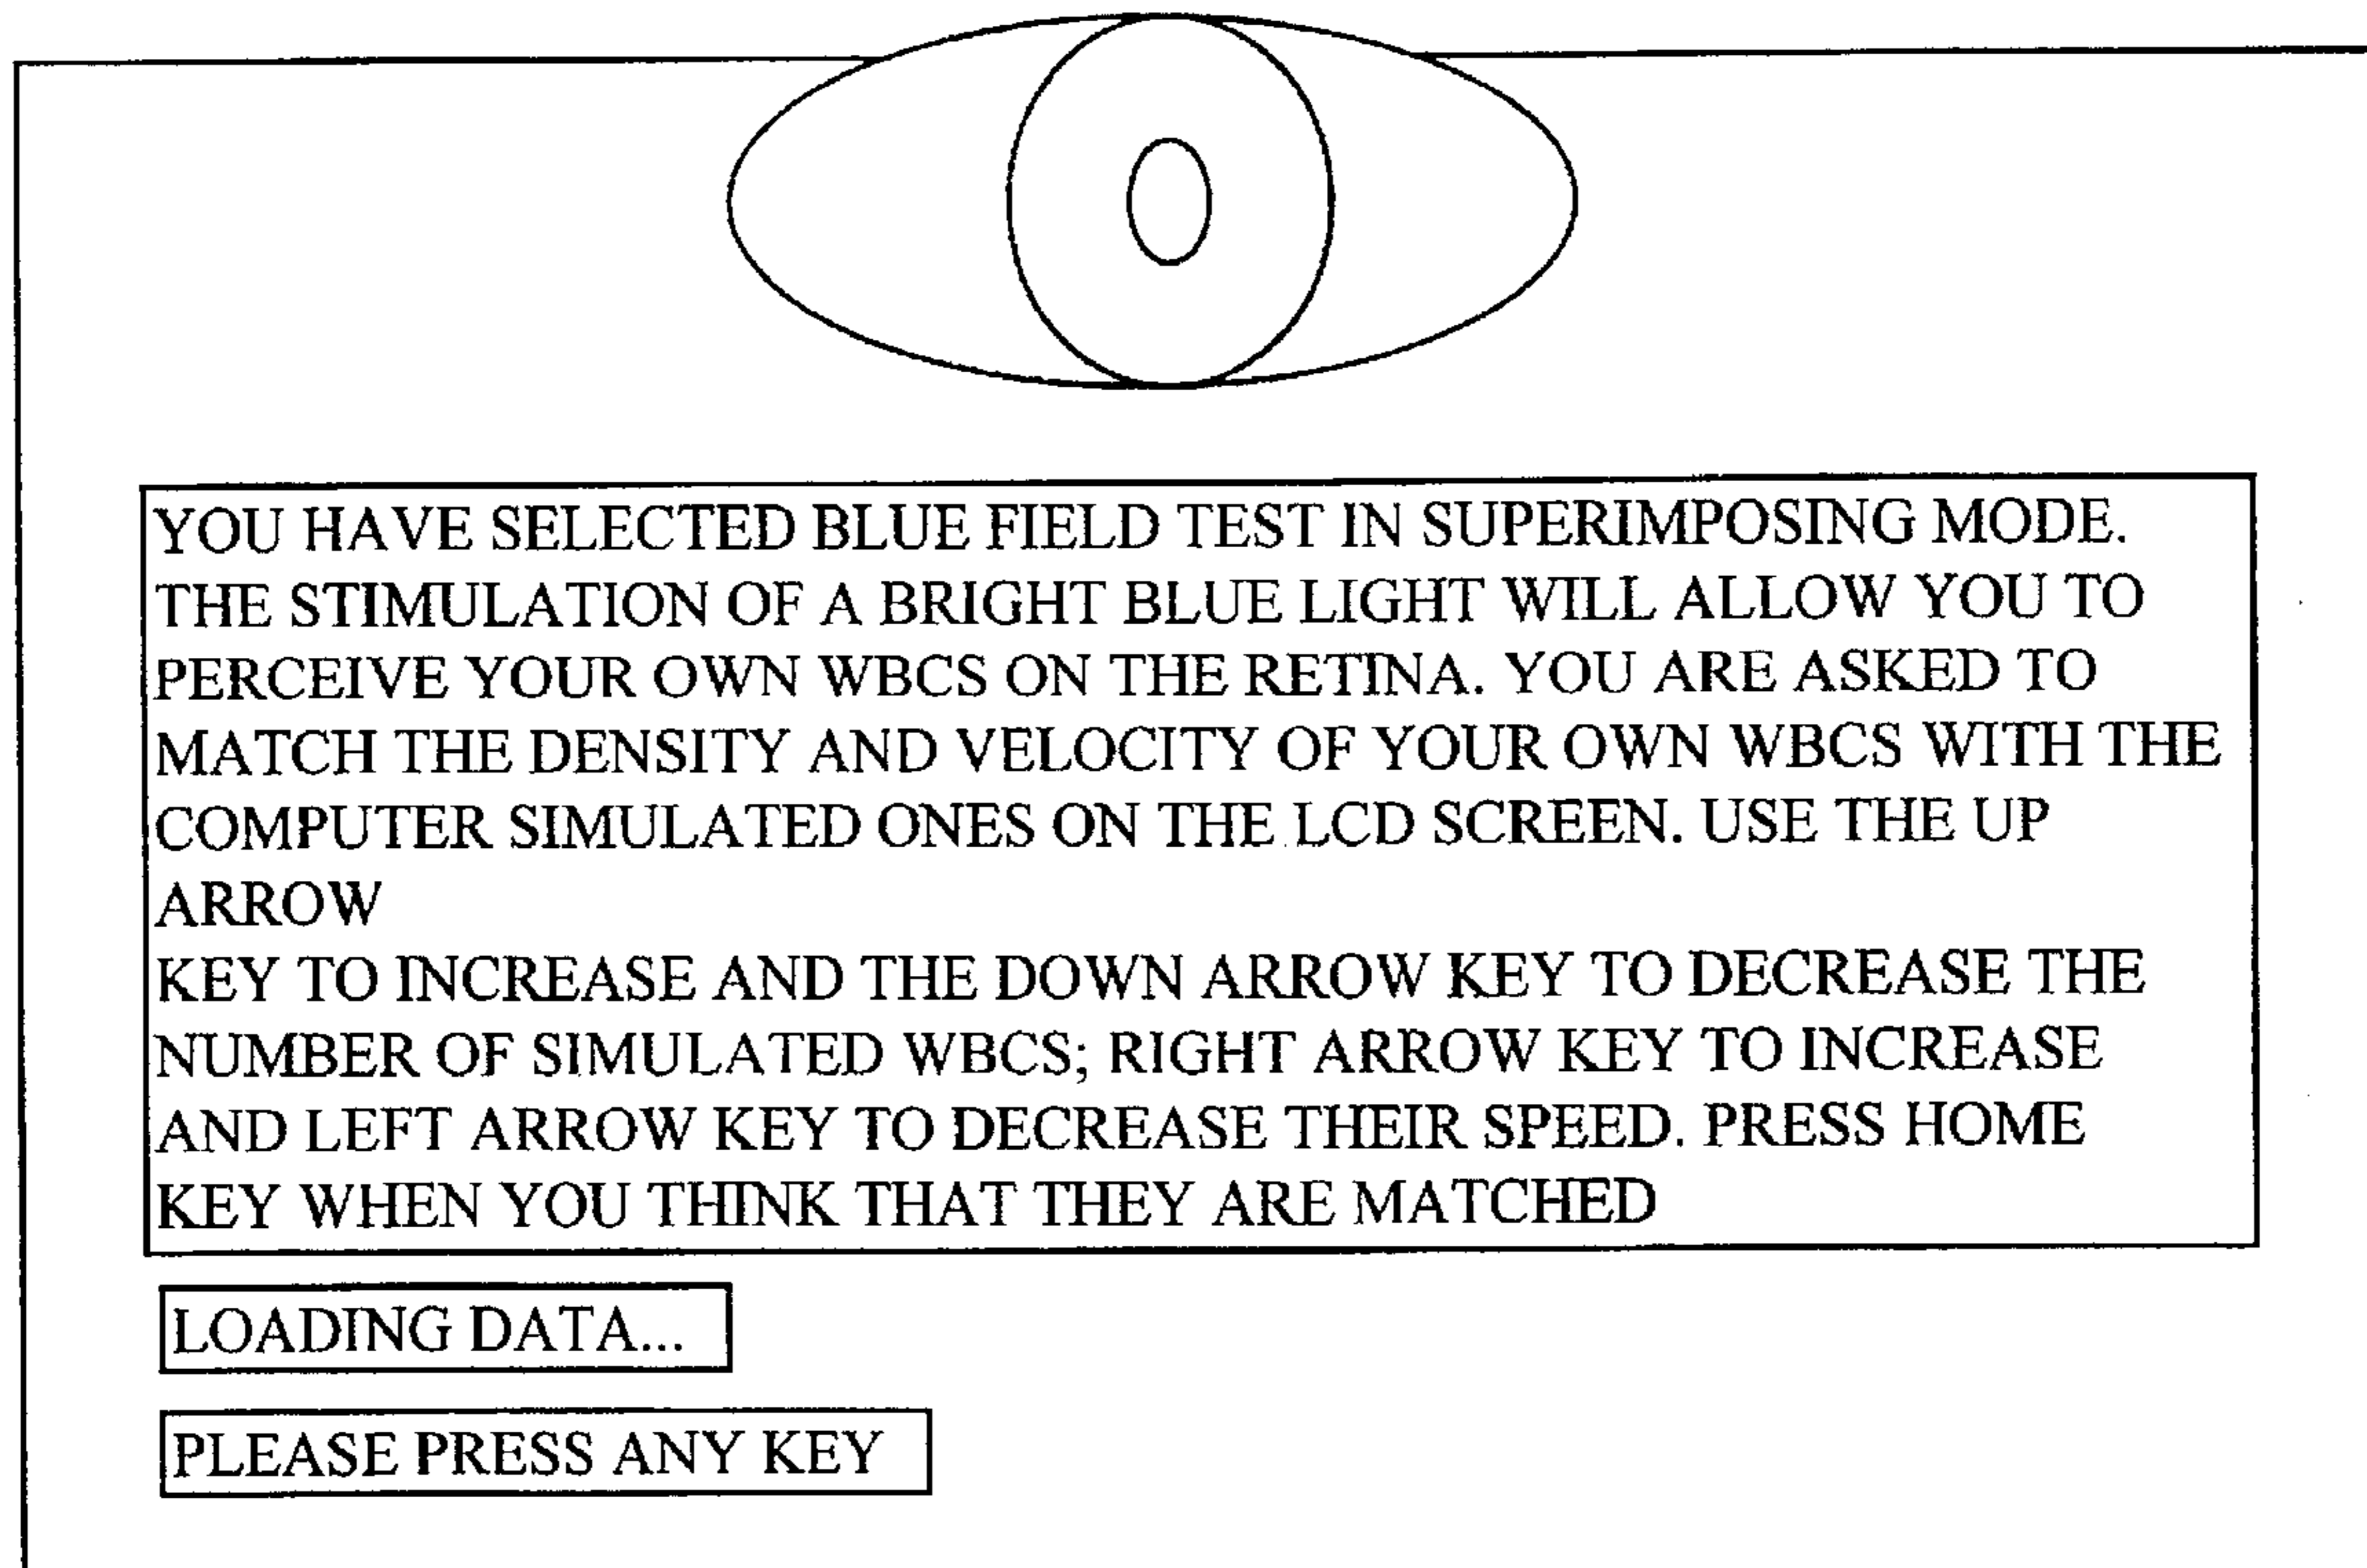 YOU HAVE SELECTED BLUE FIELD TEST IN SUPERIMPOSING MODE.
THE STIMULATION OF A BRIGHT BLUE LIGHT WILL ALLOW YOU TO
PERCEIVE YOUR OWN WBCS ON THE RETINA. YOU ARE ASKED TO
MATCH THE DENSITY AND VELOCITY OF YOUR OWN WBCS WITH THE
COMPUTER SIMULATED ONES ON THE LCD SCREEN. USE THE UP
ARROW
KEY TO INCREASE AND THE DOWN ARROW KEY TO DECREASE THE
NUMBER OF SIMULATED WBCS; RIGHT ARROW KEY TO INCREASE
AND LEFT ARROW KEY TO DECREASE THEIR SPEED. PRESS HOME
KEY WHEN YOU THINK THAT THEY ARE MATCHED
LOADING DATA...
PLEASE PRESS ANY KEY